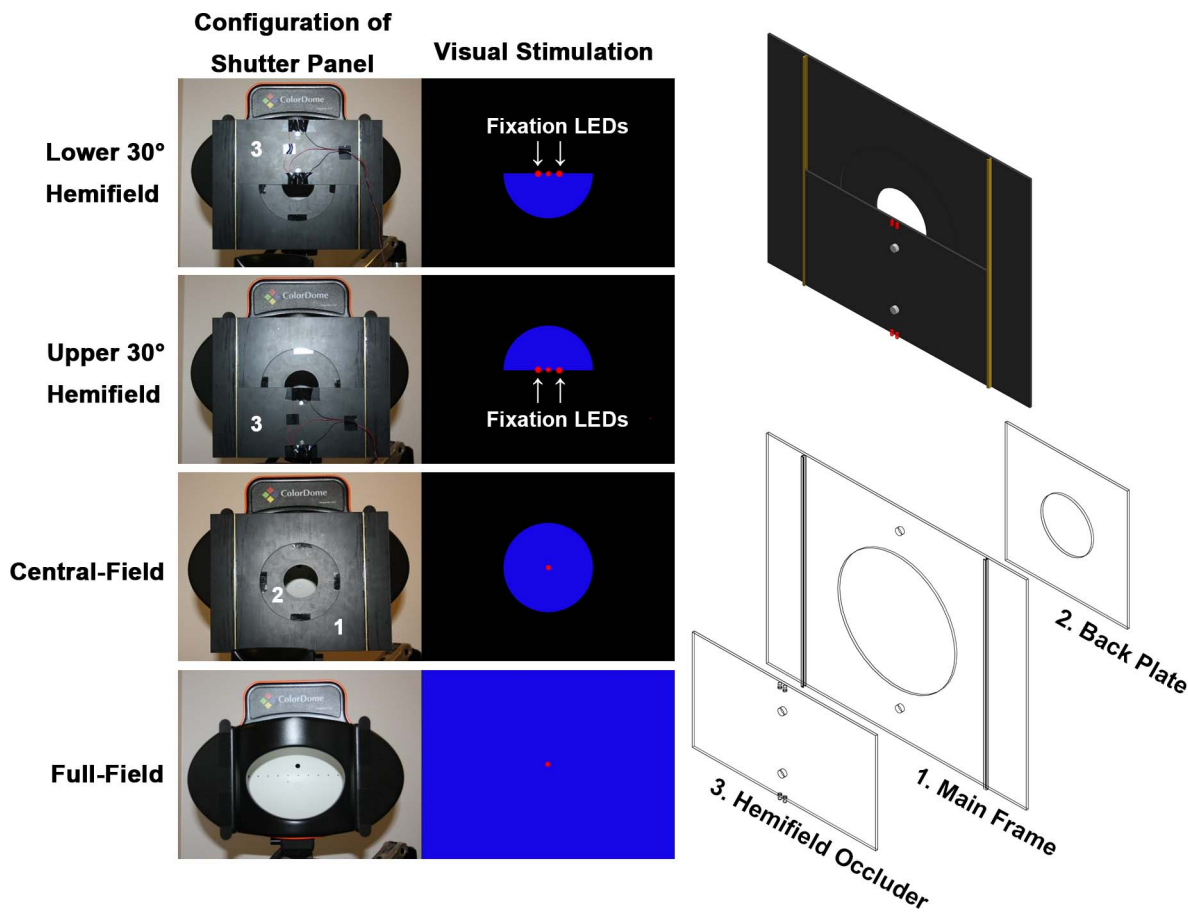 Configuration of
Shutter Panel
Visual Stimulation
Lower 30°
Hemifield
ColorDome
3
Fixation LEDs
Upper 30°
Hemifield
ColorDome
3
Fixation LEDs
Central-Field
ColorDome
2
1
Full-Field
ColorDome
2. Back Plate
1. Main Frame
3. Hemifield Occluder